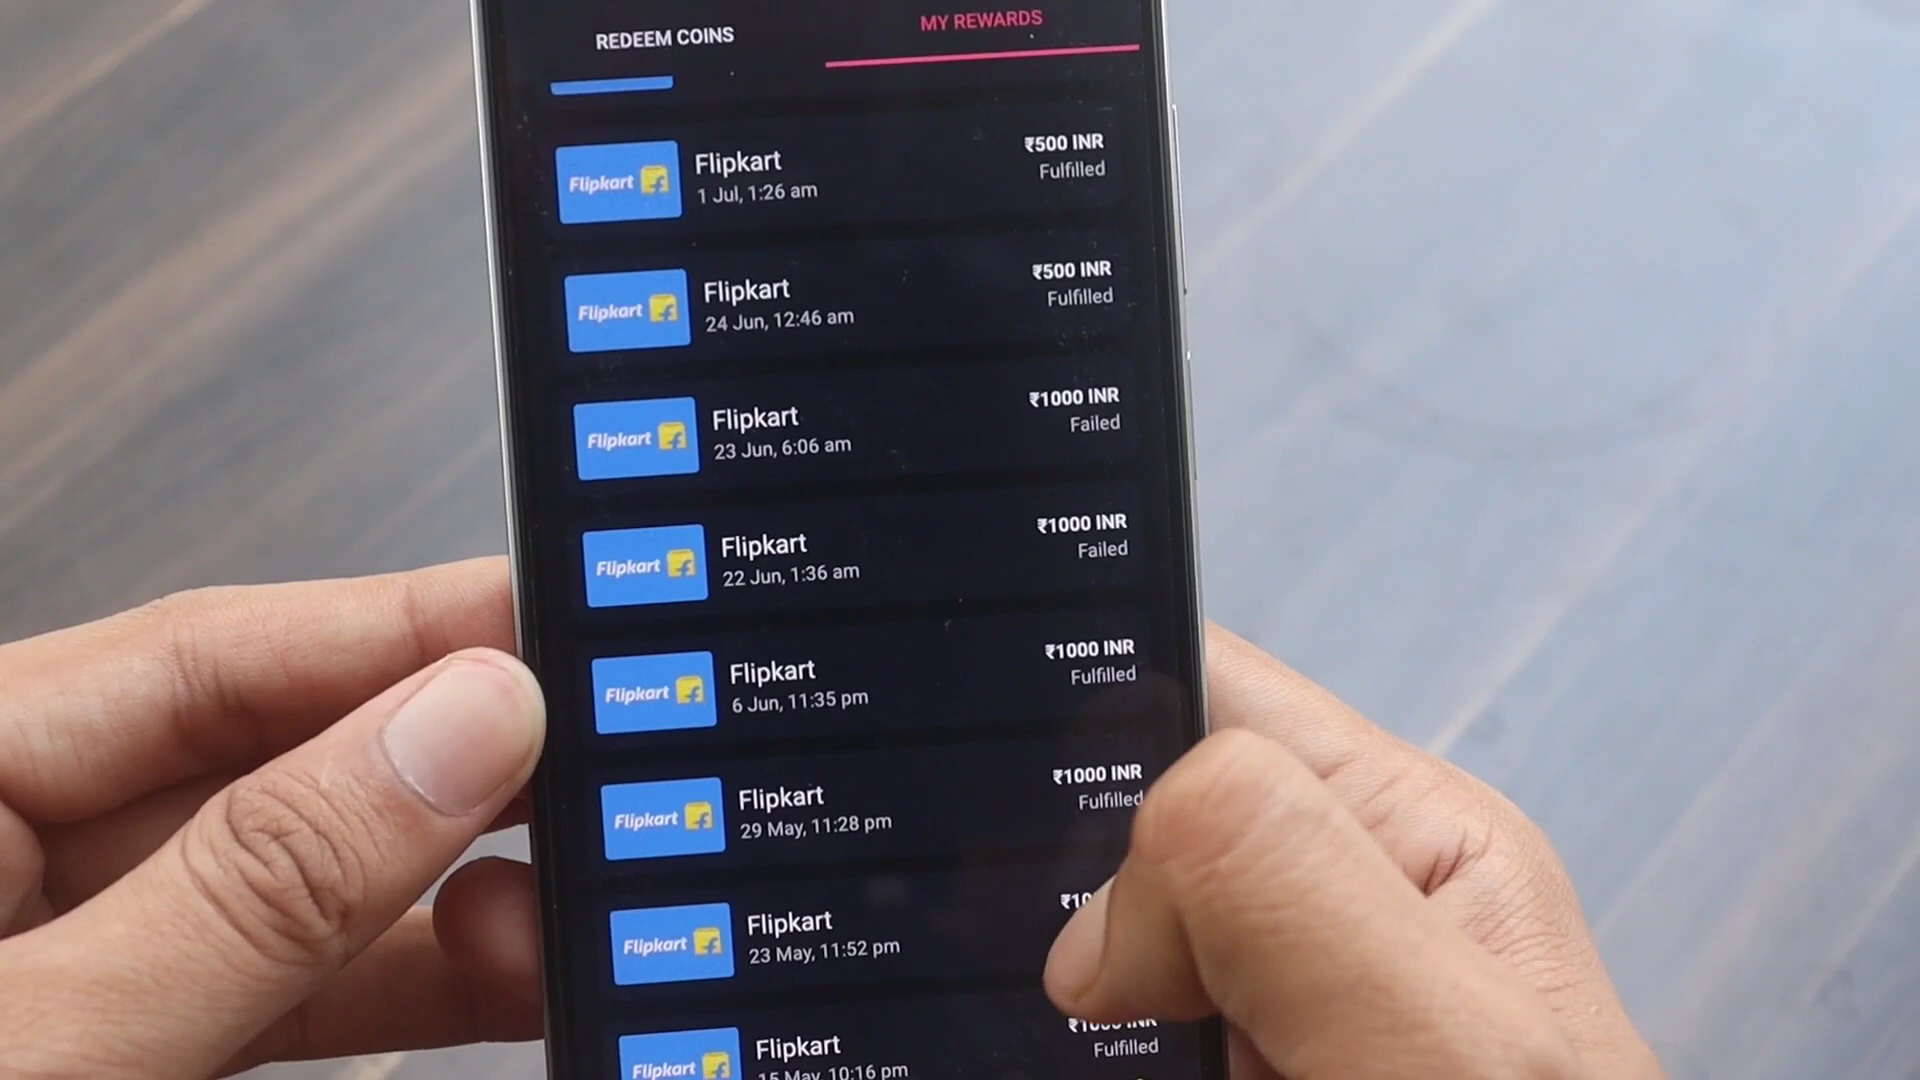 REDEEM COINS
MY REWARDS
Flipkart
Flipkart
1 Jul, 1:26 am
₹500 INR
Fulfilled
Flipkart
Flipkart
24 Jun, 12:46 am
₹500 INR
Fulfilled
Flipkart
Flipkart
23 Jun, 6:06 am
₹1000 INR
Failed
Flipkart
Flipkart
22 Jun, 1:36 am
₹1000 INR
Failed
Flipkart
Flipkart
6 Jun, 11:35 pm
₹1000 INR
Fulfilled
Flipkart
Flipkart
29 May, 11:28 pm
₹1000 INR
Fulfilled
Flipkart
Flipkart
23 May, 11:52 pm
Flipkart
Flipkart
15 May, 10:16 pm
₹1000 INR
Fulfilled